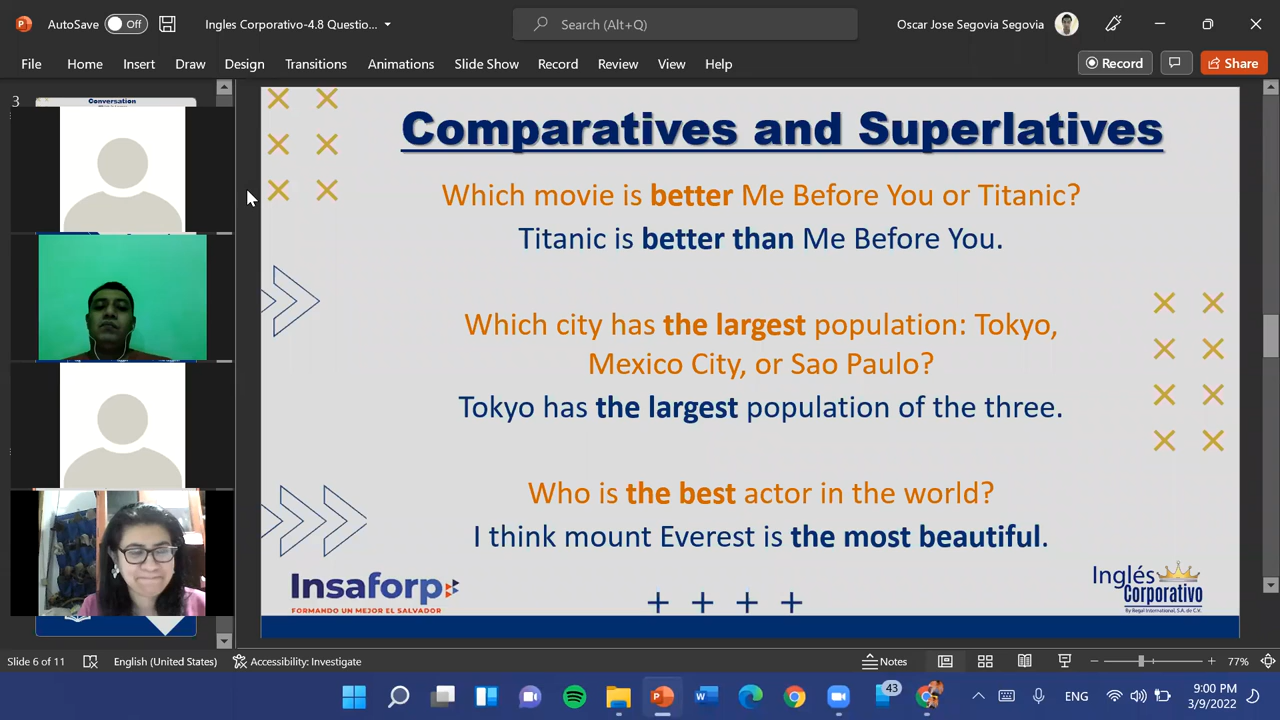 AutoSave Off Ingles Corporativo-4.8 Questio... Search (Alt+Q) Oscar Jose Segovia Segovia
File Home Insert Draw Design Transitions Animations Slide Show Record Review View Help Record Share
3
Conversation
Comparatives and Superlatives
Which movie is better Me Before You or Titanic?
Titanic is better than Me Before You.
Which city has the largest population: Tokyo,
Mexico City, or Sao Paulo?
Tokyo has the largest population of the three.
Who is the best actor in the world?
I think mount Everest is the most beautiful.
Insaforp
FORMANDO UN MEJOR EL SALVADOR
Inglés
Corporativo
By Regal International, S.A. de C.V.
Slide 6 of 11 English (United States) Accessibility: Investigate Notes 77%
43 ENG 9:00 PM
3/9/2022